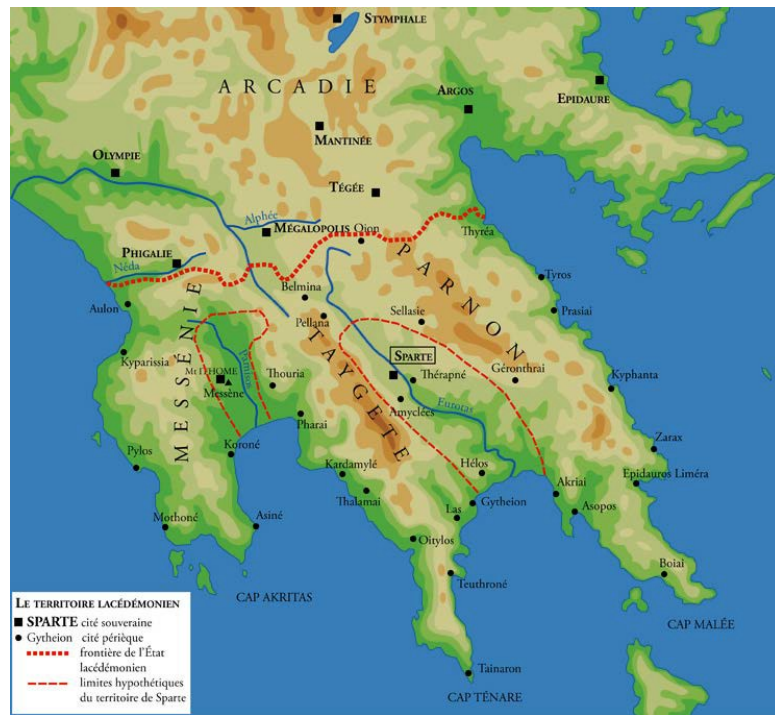 STYMPHALE
ARCADIE
ARGOS
EPIDAURE
MANTINÉE
OLYMPIE
TÉGÉE
Alphée
MÉGALOPOLIS
Oion
Thyréa
PHIGALIE
Néda
PARNON
Tyros
Belmina
Aulon
Prasiai
Pellana
Sellasie
MESSÉNIE
TAYGETE
SPARTE
Kyparissia
Mt ITHOME
Pamisos
Thouria
Thérapné
Géronthrai
Messène
Kyphanta
Amyclées
Eurotas
Pharai
Koroné
Pylos
Zarax
Kardamylé
Hélos
Epidauros Liméra
Thalamai
Gytheion
Akriai
Las
Asopos
Mothoné
Asiné
Oitylos
Boiai
Teuthroné
CAP AKRITAS
CAP MALÉE
Tainaron
CAP TÉNARE
LE TERRITOIRE LACÉDÉMONIEN
SPARTE cité souveraine
Gytheion cité périèque
frontière de l'État
lacédémonien
limites hypothétiques
du territoire de Sparte